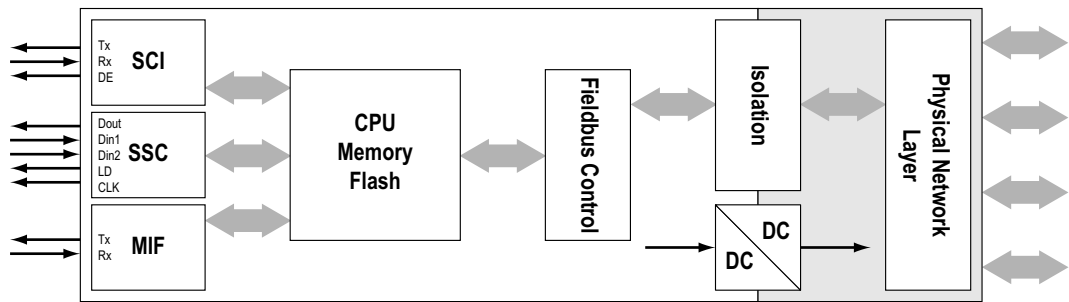 Tx
Rx
DE
SCI
Dout
Din1
Din2
LD
CLK
SSC
Tx
Rx
MIF
CPU
Memory
Flash
Fieldbus Control
Isolation
DC
DC
Physical Network
Layer